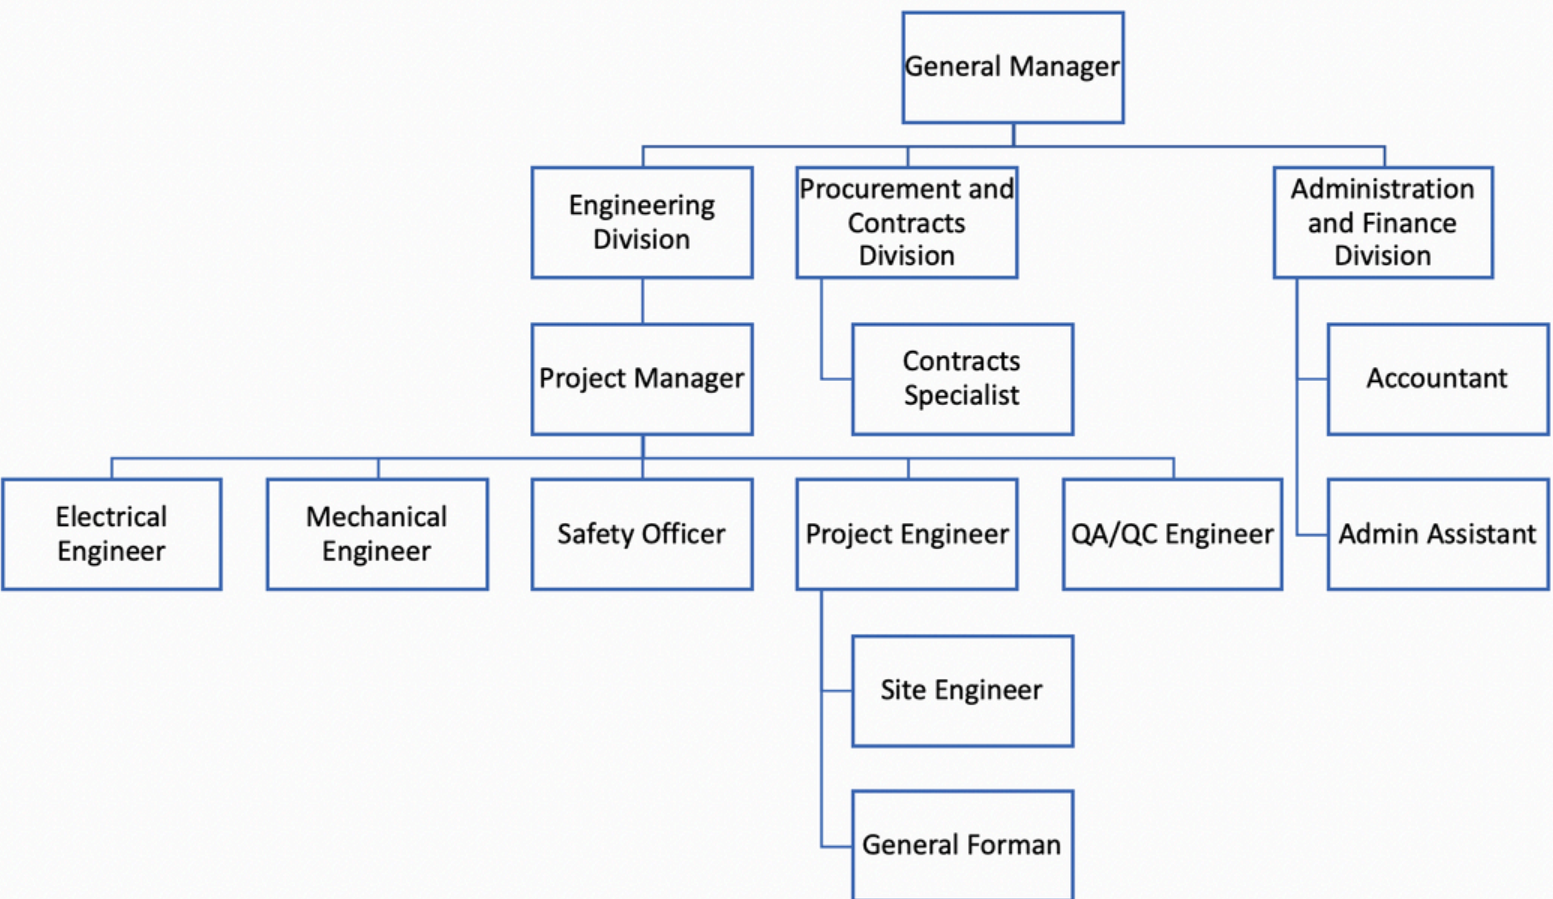 General Manager
Engineering
Division
Procurement and
Contracts
Division
Administration
and Finance
Division
Project Manager
Contracts
Specialist
Accountant
Electrical
Engineer
Mechanical
Engineer
Safety Officer
Project Engineer
QA/QC Engineer
Admin Assistant
Site Engineer
General Forman